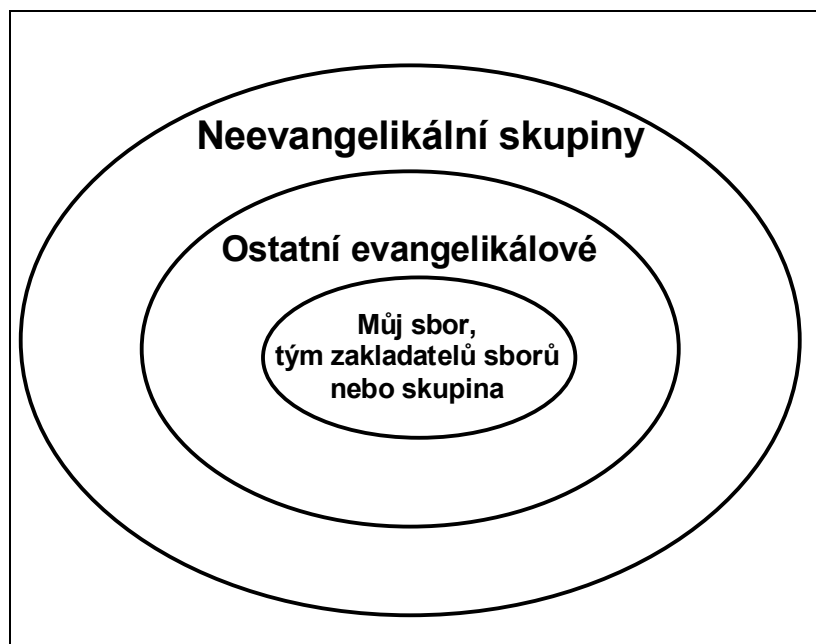 Neevangelikální skupiny
Ostatní evangelikálové
Můj sbor,
tým zakladatelů sborů
nebo skupina